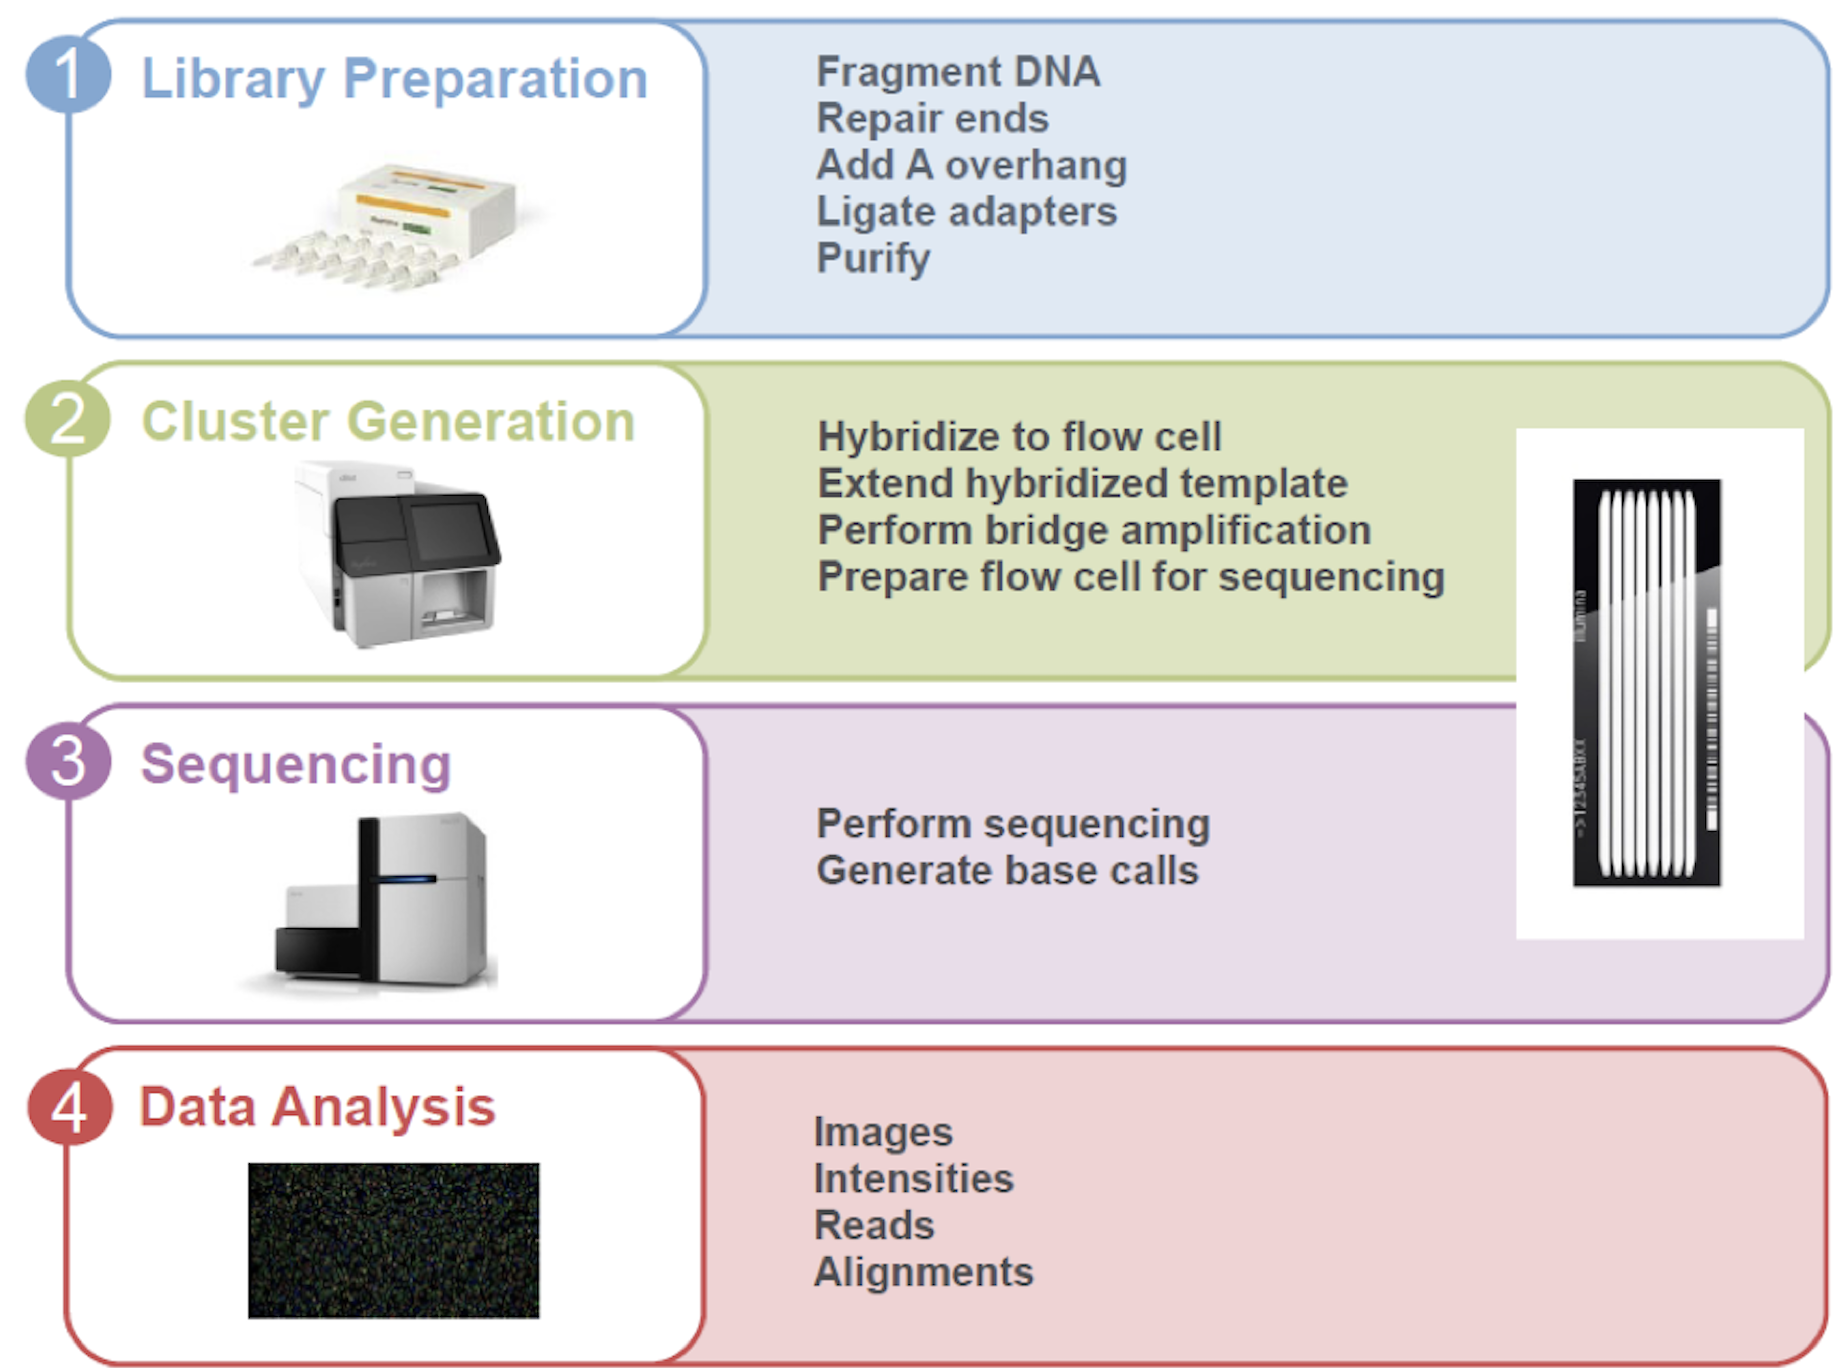 1
Library Preparation
Fragment DNA
Repair ends
Add A overhang
Ligate adapters
Purify
2
Cluster Generation
Hybridize to flow cell
Extend hybridized template
Perform bridge amplification
Prepare flow cell for sequencing
illumina
=>12345ABXX
3
Sequencing
Perform sequencing
Generate base calls
4
Data Analysis
Images
Intensities
Reads
Alignments